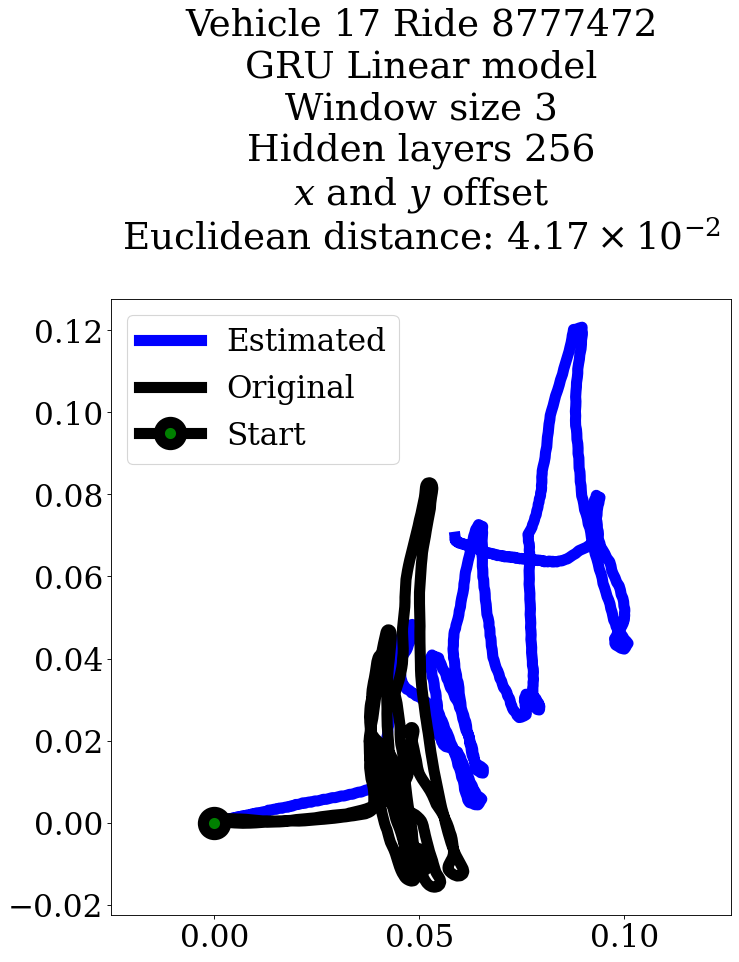 Vehicle 17 Ride 8777472
GRU Linear model
Window size 3
Hidden layers 256
x and y offset
Euclidean distance: 4.17 × 10⁻²
Estimated
Original
Start
0.12
0.10
0.08
0.06
0.04
0.02
0.00
−0.02
0.00 0.05 0.10